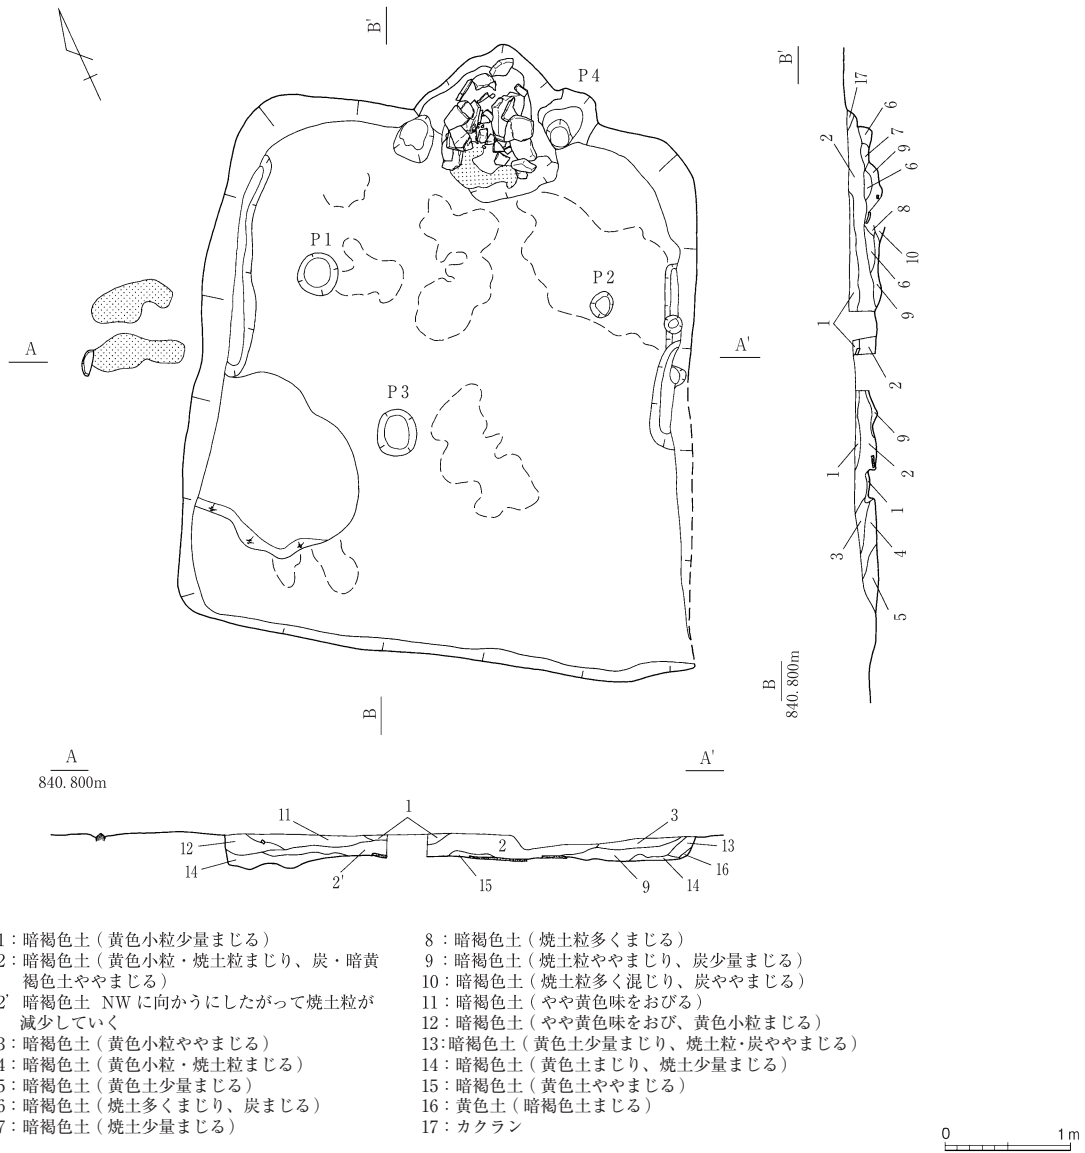 B'
B'
P4
17
6
7
2
9
6
8
P1
10
P2
6
9
1
A
A'
P3
2
9
1
2
1
3
4
5
B
840.800m
B
A
840.800m
A'
11
1
3
12
2
13
14
2'
15
9
14
16
1：暗褐色土 ( 黄色小粒少量まじる )
2：暗褐色土 ( 黄色小粒・焼土粒まじり、炭・暗黄
褐色土ややまじる )
2’ 暗褐色土 NW に向かうにしたがって焼土粒が
減少していく
3：暗褐色土 ( 黄色小粒ややまじる )
4：暗褐色土 ( 黄色小粒・焼土粒まじる )
5：暗褐色土 ( 黄色土少量まじる )
6：暗褐色土 ( 焼土多くまじり、炭まじる )
7：暗褐色土 ( 焼土少量まじる )
8：暗褐色土 ( 焼土粒多くまじる )
9：暗褐色土 ( 焼土粒ややまじり、炭少量まじる )
10：暗褐色土 ( 焼土粒多く混じり、炭ややまじる )
11：暗褐色土 ( やや黄色味をおびる )
12：暗褐色土 ( やや黄色味をおび、黄色小粒まじる )
13：暗褐色土 ( 黄色土少量まじり、焼土粒・炭ややまじる )
14：暗褐色土 ( 黄色土まじり、焼土少量まじる )
15：暗褐色土 ( 黄色土ややまじる )
16：黄色土 ( 暗褐色土まじる )
17：カクラン
0 1 m